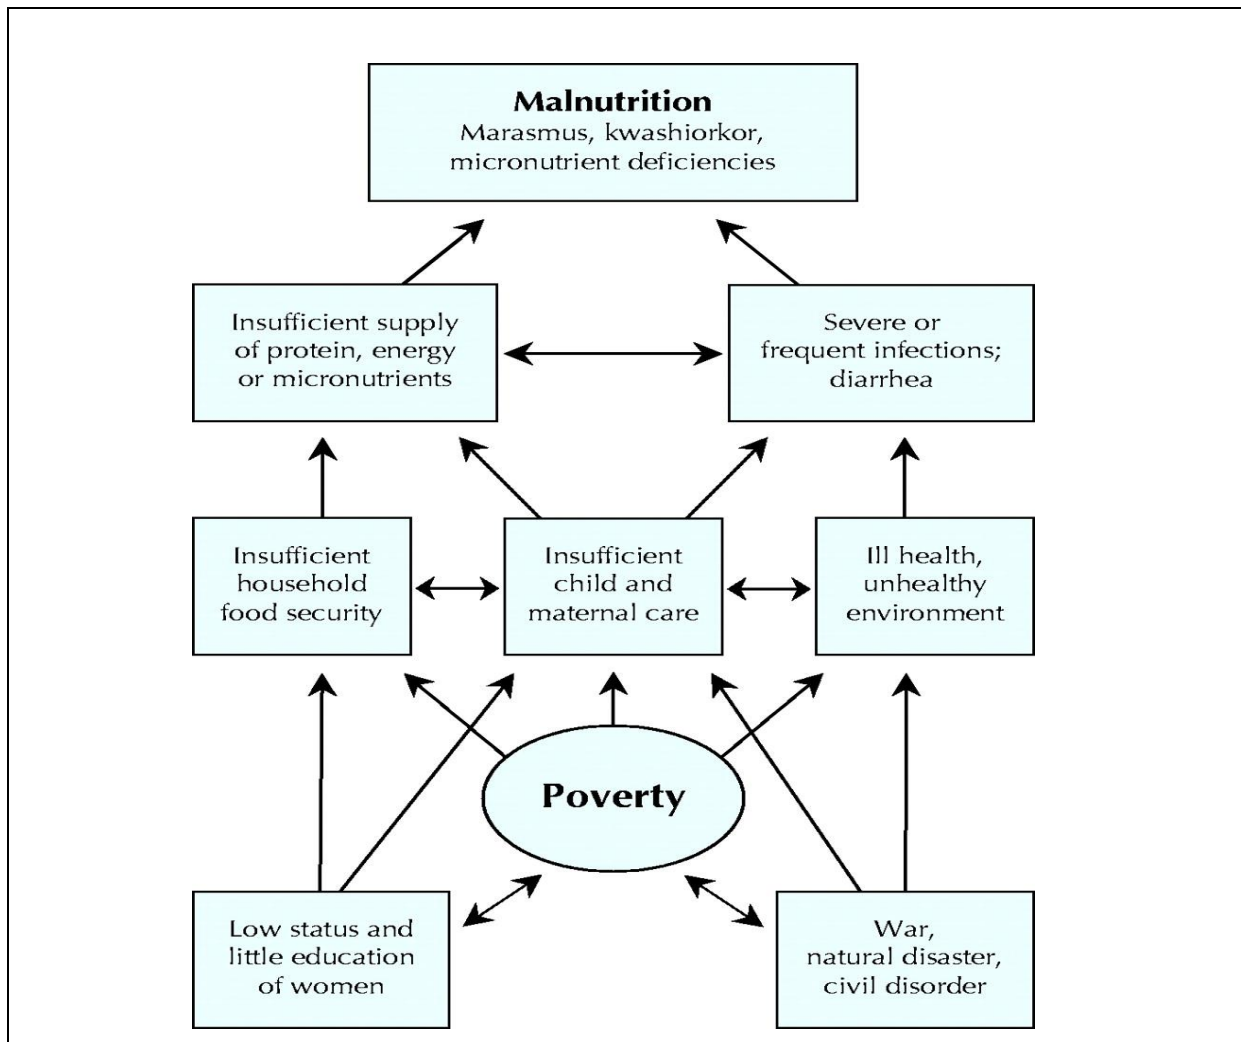 Malnutrition
Marasmus, kwashiorkor,
micronutrient deficiencies
Insufficient supply
of protein, energy
or micronutrients
Severe or
frequent infections;
diarrhea
Insufficient
household
food security
Insufficient
child and
maternal care
Ill health,
unhealthy
environment
Poverty
Low status and
little education
of women
War,
natural disaster,
civil disorder